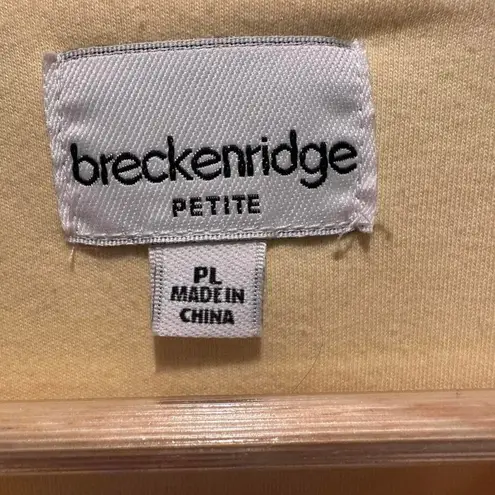 breckenridge
PETITE
PL
MADE IN
CHINA